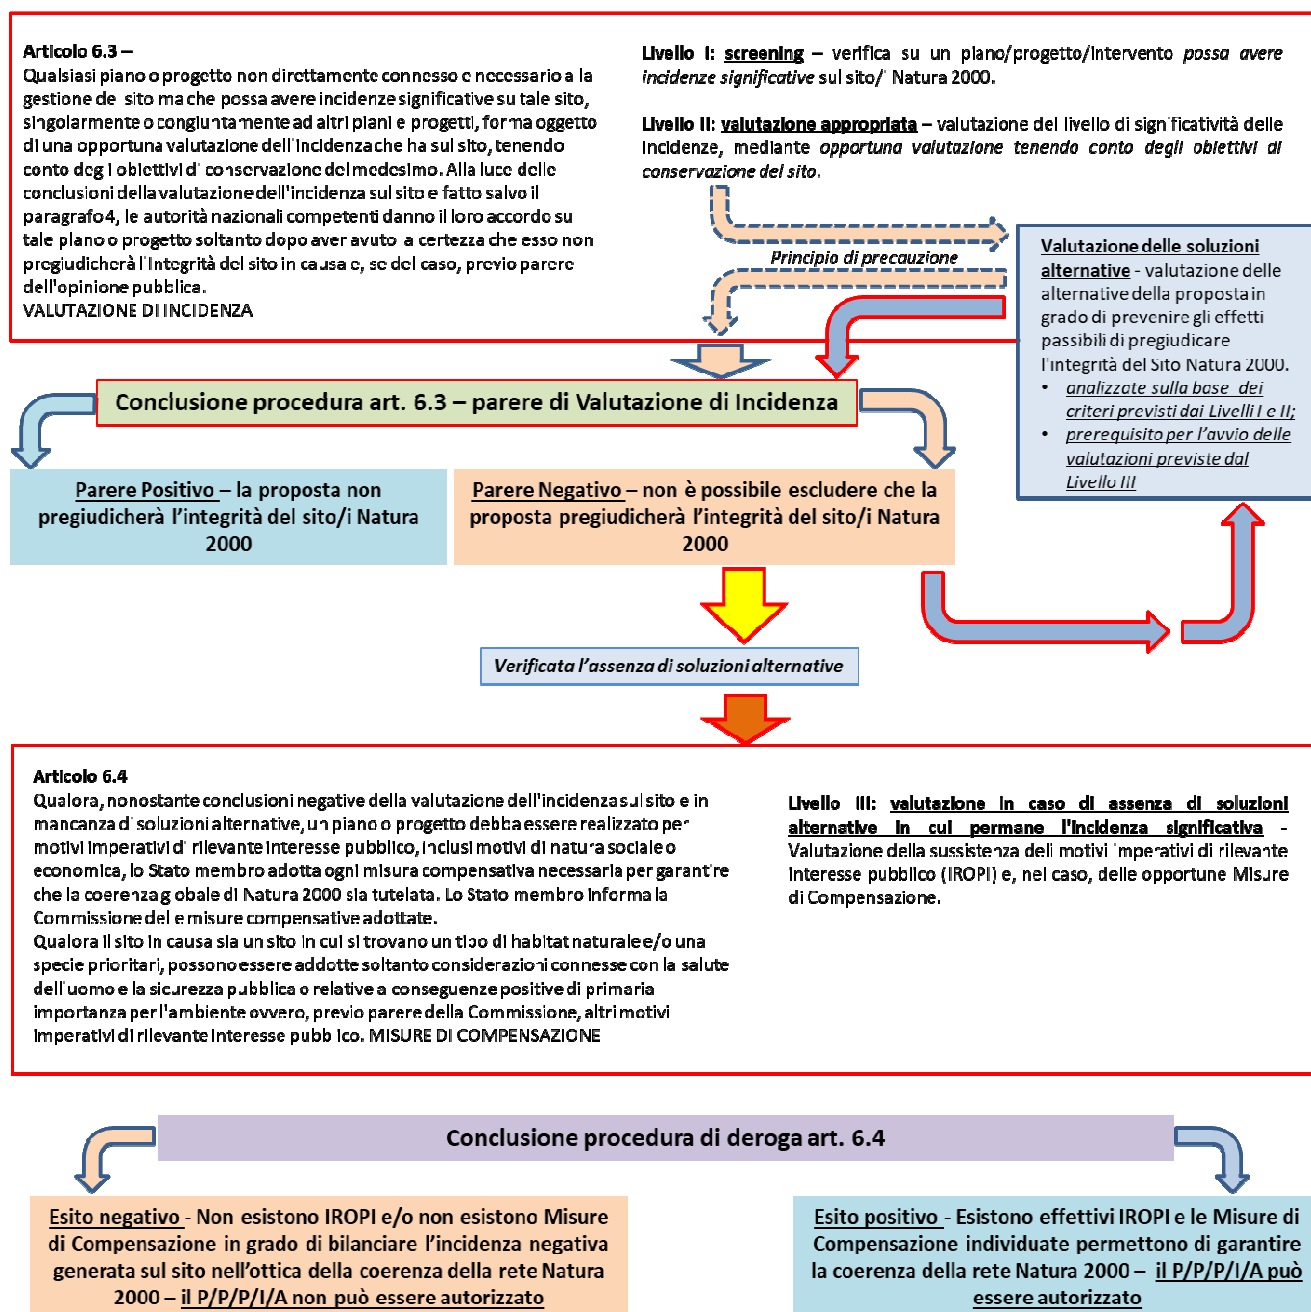 Articolo 6.3 –
Qualsiasi piano o progetto non direttamente connesso e necessario a la
gestione de sito ma che possa avere incidenze significative su tale sito,
singolarmente o congiuntamente ad altri piani e progetti, forma oggetto
di una opportuna valutazione dell'incidenza che ha sul sito, tenendo
conto deg i obiettivi d' conservazione del medesimo. Alla luce delle
conclusioni della valutazione dell'incidenza sul sito e fatto salvo il
paragrafo 4, le autorità nazionali competenti danno il loro accordo su
tale piano o progetto soltanto dopo aver avuto a certezza che esso non
pregiudicherà l'integrità del sito in causa e, se del caso, previo parere
dell'opinione pubblica.
VALUTAZIONE DI INCIDENZA
Livello I: screening – verifica su un piano/progetto/intervento possa avere
incidenze significative sul sito/' Natura 2000.
Livello II: valutazione appropriata – valutazione del livello di significatività delle
incidenze, mediante opportuna valutazione tenendo conto degli obiettivi di
conservazione del sito.
Principio di precauzione
Valutazione delle soluzioni
alternative - valutazione delle
alternative della proposta in
grado di prevenire gli effetti
passibili di pregiudicare
l'integrità del Sito Natura 2000.
• analizzate sulla base dei
criteri previsti dai Livelli I e II;
• prerequisito per l'avvio delle
valutazioni previste dal
Livello III
Conclusione procedura art. 6.3 – parere di Valutazione di Incidenza
Parere Positivo – la proposta non
pregiudicherà l'integrità del sito/i Natura
2000
Parere Negativo – non è possibile escludere che la
proposta pregiudicherà l'integrità del sito/i Natura
2000
Verificata l'assenza di soluzioni alternative
Articolo 6.4
Qualora, nonostante conclusioni negative della valutazione dell'incidenza sul sito e in
mancanza d' soluzioni alternative, un piano o progetto debba essere realizzato per
motivi imperativi d' rilevante interesse pubblico, inclusi motivi di natura sociale o
economica, lo Stato membro adotta ogni misura compensativa necessaria per garantire
che la coerenza g obale di Natura 2000 sia tutelata. Lo Stato membro informa la
Commissione del e misure compensative adottate.
Qualora il sito in causa sia un sito in cui si trovano un tipo di habitat naturale e/o una
specie prioritari, possono essere addotte soltanto considerazioni connesse con la salute
dell'uomo e la sicurezza pubblica o relative a conseguenze positive di primaria
importanza per l'ambiente ovvero, previo parere della Commissione, altri motivi
imperativi di rilevante interesse pubb ico. MISURE DI COMPENSAZIONE
Livello III: valutazione in caso di assenza di soluzioni
alternative in cui permane l'incidenza significativa -
Valutazione della sussistenza deli motivi imperativi di rilevante
interesse pubblico (IROPI) e, nel caso, delle opportune Misure
di Compensazione.
Conclusione procedura di deroga art. 6.4
Esito negativo - Non esistono IROPI e/o non esistono Misure
di Compensazione in grado di bilanciare l'incidenza negativa
generata sul sito nell'ottica della coerenza della rete Natura
2000 – il P/P/P/I/A non può essere autorizzato
Esito positivo - Esistono effettivi IROPI e le Misure di
Compensazione individuate permettono di garantire
la coerenza della rete Natura 2000 – il P/P/P/I/A può
essere autorizzato